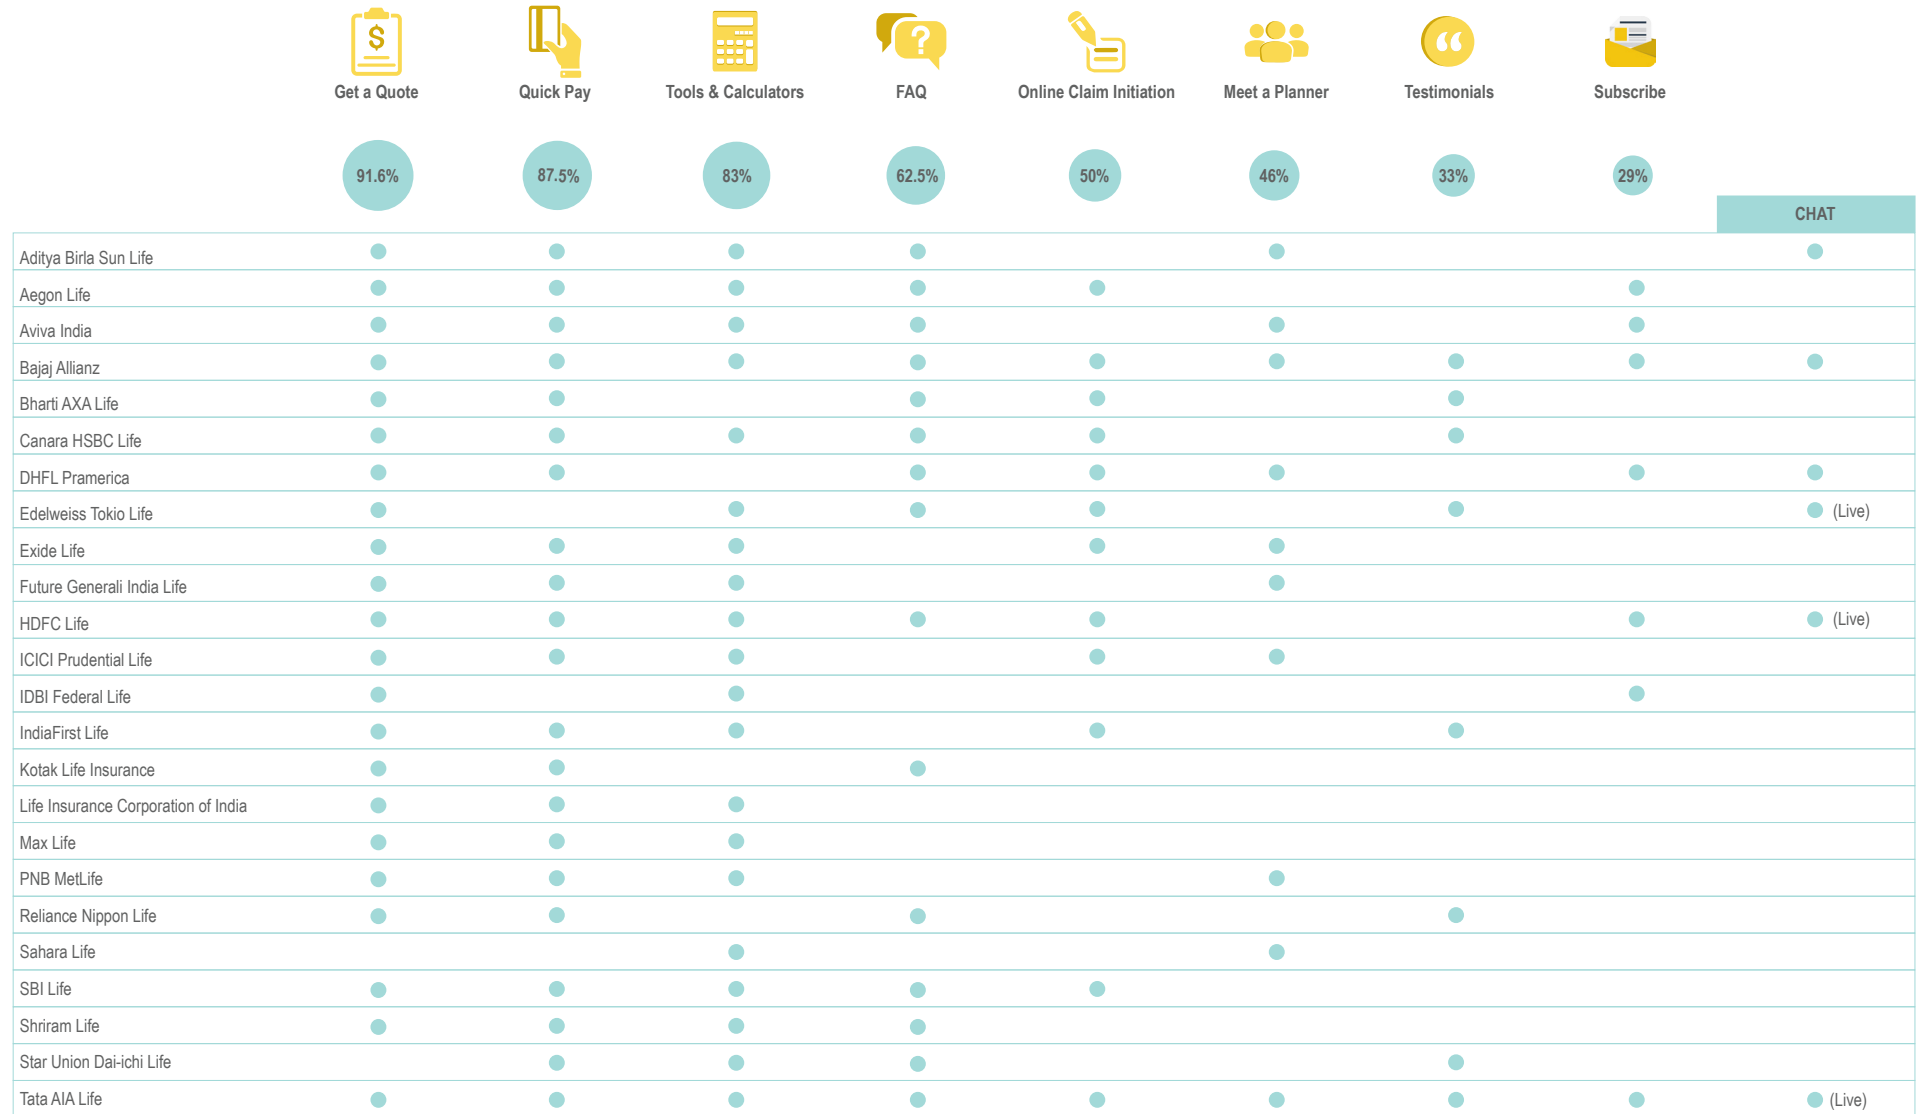 $
?
“
Get a Quote
Quick Pay
Tools & Calculators
FAQ
Online Claim Initiation
Meet a Planner
Testimonials
Subscribe
91.6%
87.5%
83%
62.5%
50%
46%
33%
29%
CHAT
Aditya Birla Sun Life
Aegon Life
Aviva India
Bajaj Allianz
Bharti AXA Life
Canara HSBC Life
DHFL Pramerica
Edelweiss Tokio Life
(Live)
Exide Life
Future Generali India Life
HDFC Life
(Live)
ICICI Prudential Life
IDBI Federal Life
IndiaFirst Life
Kotak Life Insurance
Life Insurance Corporation of India
Max Life
PNB MetLife
Reliance Nippon Life
Sahara Life
SBI Life
Shriram Life
Star Union Dai-ichi Life
Tata AIA Life
(Live)